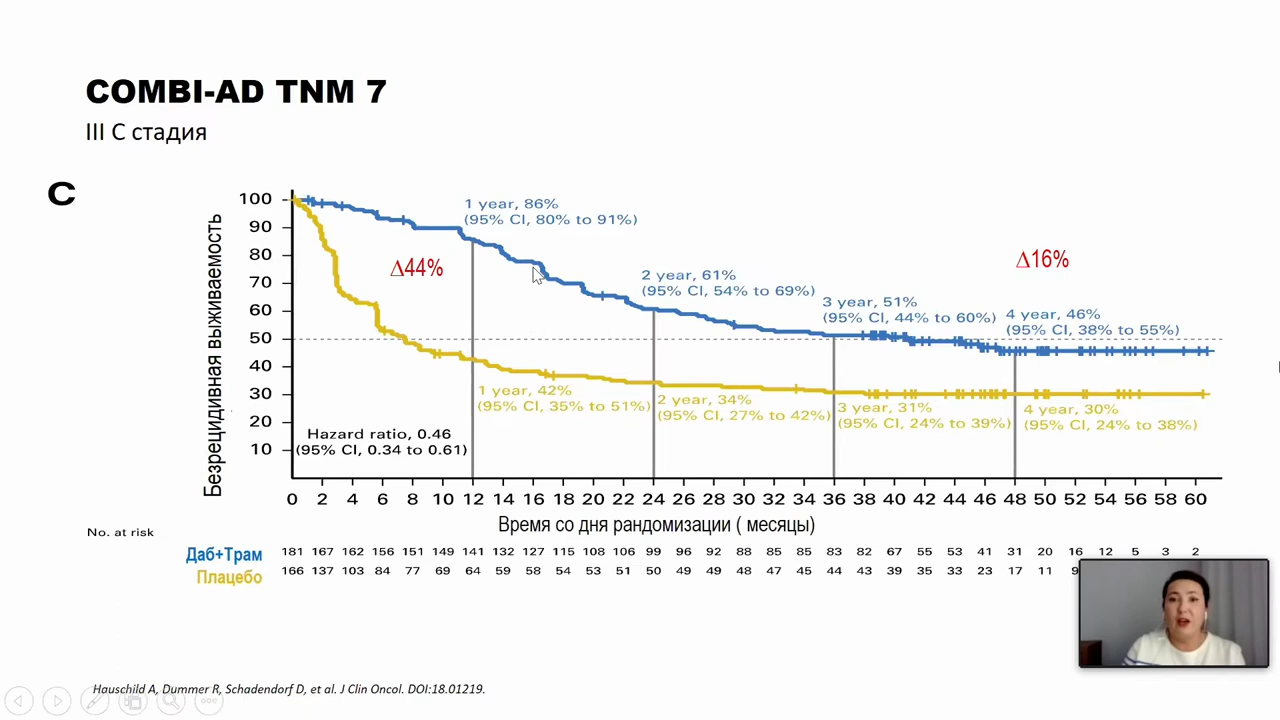 COMBI-AD TNM 7
III C стадия
C
Безрецидивная выживаемость
100
90
80
70
60
50
40
30
20
10
1 year, 86%
(95% CI, 80% to 91%)
Δ44%
Δ16%
2 year, 61%
(95% CI, 54% to 69%)
3 year, 51%
(95% CI, 44% to 60%)
4 year, 46%
(95% CI, 38% to 55%)
1 year, 42%
(95% CI, 35% to 51%)
2 year, 34%
(95% CI, 27% to 42%)
3 year, 31%
(95% CI, 24% to 39%)
4 year, 30%
(95% CI, 24% to 38%)
Hazard ratio, 0.46
(95% CI, 0.34 to 0.61)
0 2 4 6 8 10 12 14 16 18 20 22 24 26 28 30 32 34 36 38 40 42 44 46 48 50 52 54 56 58 60
Время со дня рандомизации ( месяцы)
No. at risk
Даб+Трам 181 167 162 156 151 149 141 132 127 115 108 106 99 96 92 88 85 85 83 82 67 55 53 41 31 20 16 12 5 3 2
Плацебо 166 137 103 84 77 69 64 59 58 54 53 51 50 49 49 48 47 45 44 43 39 35 33 23 17 11 9
Hauschild A, Dummer R, Schadendorf D, et al. J Clin Oncol. DOI:18.01219.